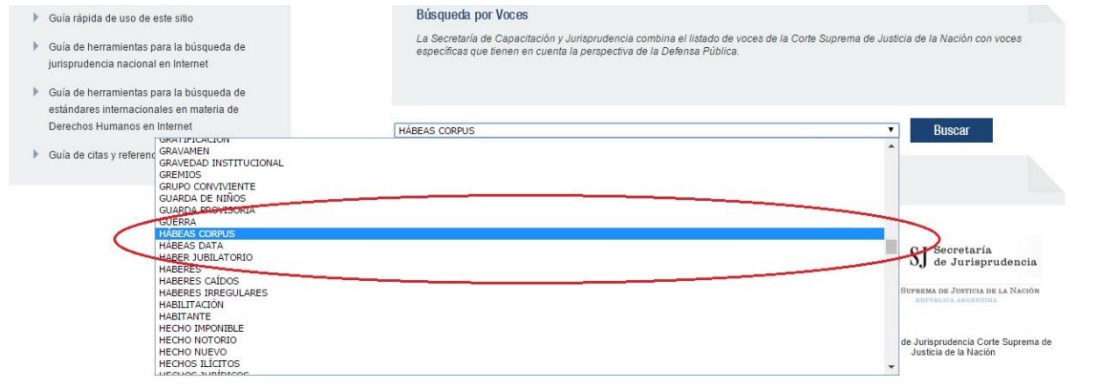 Guía rápida de uso de este sitio
Guía de herramientas para la búsqueda de
jurisprudencia nacional en Internet
Guía de herramientas para la búsqueda de
estándares internacionales en materia de
Derechos Humanos en Internet
Guía de citas y referenc
Búsqueda por Voces
La Secretaría de Capacitación y Jurisprudencia combina el listado de voces de la Corte Suprema de Justicia de la Nación con voces
específicas que tienen en cuenta la perspectiva de la Defensa Pública.
HÁBEAS CORPUS
Buscar
GRATIFICACIÓN
GRAVAMEN
GRAVEDAD INSTITUCIONAL
GREMIOS
GRUPO CONVIVIENTE
GUARDA DE NIÑOS
GUARDA PROVISORIA
GUERRA
HÁBEAS CORPUS
HÁBEAS DATA
HABER JUBILATORIO
HABERES
HABERES CAÍDOS
HABERES IRREGULARES
HABILITACIÓN
HABITANTE
HECHO IMPONIBLE
HECHO NOTORIO
HECHO NUEVO
HECHOS ILÍCITOS
HECHOS JURÍDICOS
SJ Secretaría
de Jurisprudencia
SUPREMA DE JUSTICIA DE LA NACIÓN
REPÚBLICA ARGENTINA
de Jurisprudencia Corte Suprema de
Justicia de la Nación